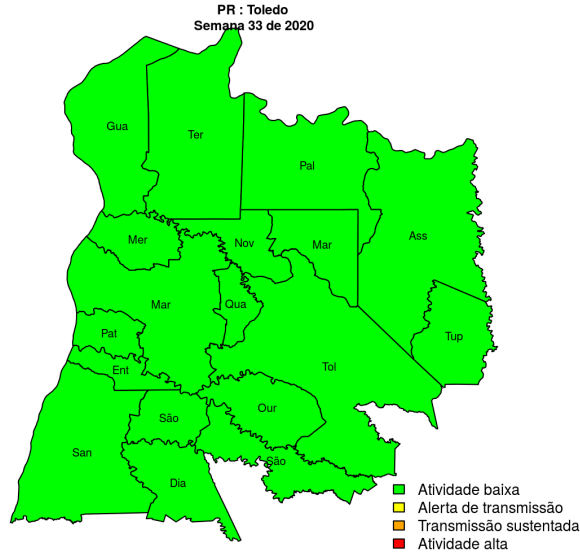 PR : Toledo
Semana 33 de 2020
Gua
Ter
Pal
Mer
Nov
Mar
Ass
Mar
Qua
Pat
Tup
Ent
Tol
São
Our
San
São
Dia
Atividade baixa
Alerta de transmissão
Transmissão sustentada
Atividade alta